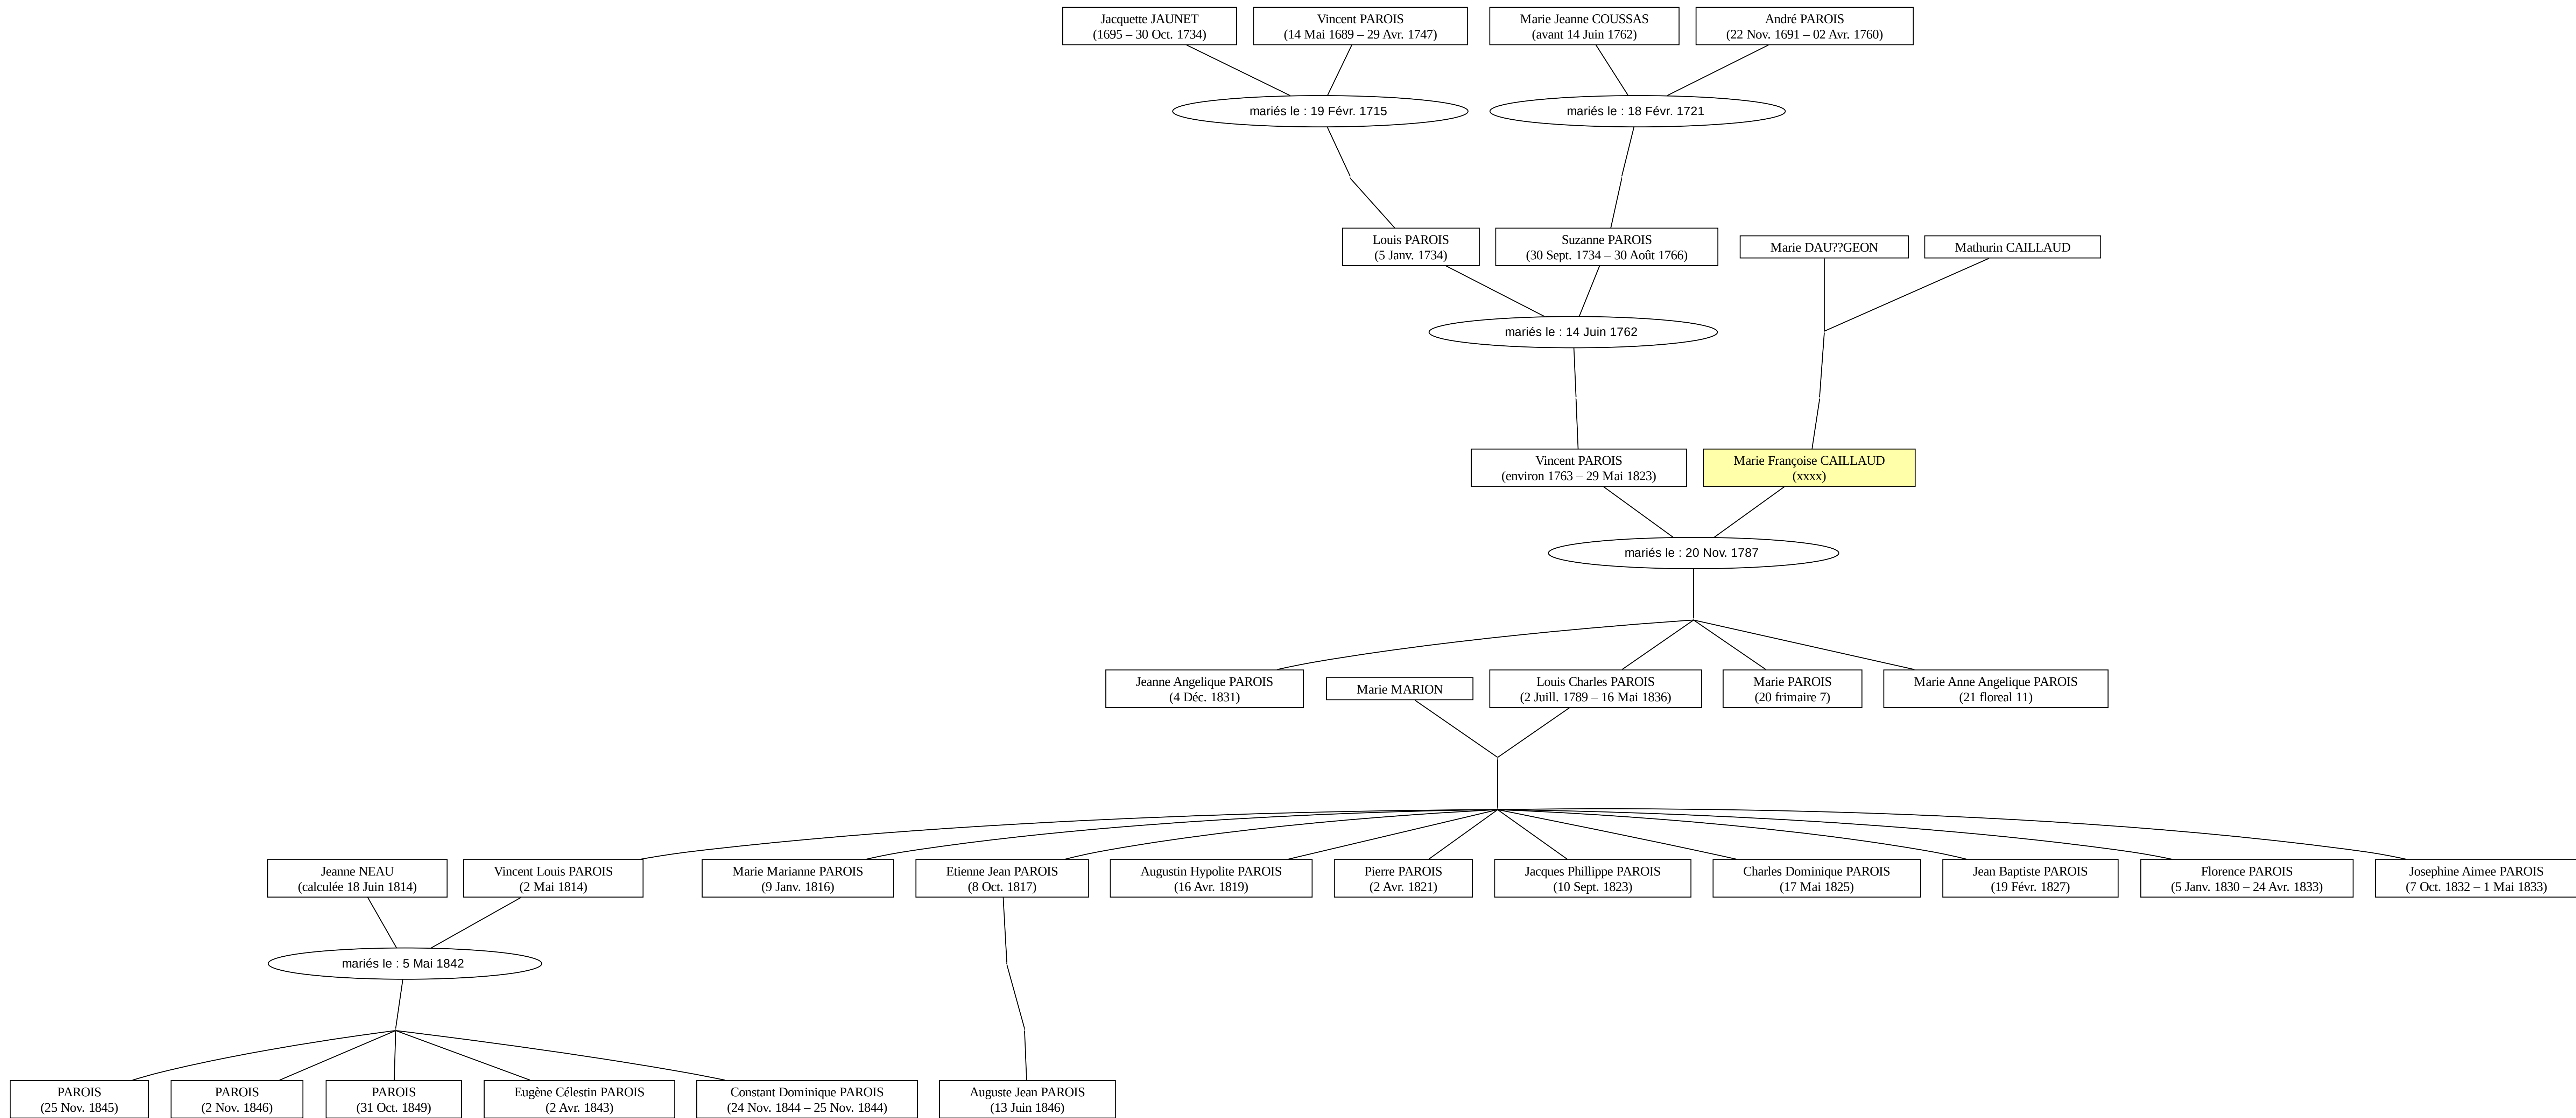 Jacquette JAUNET
(1695 – 30 Oct. 1734)
Vincent PAROIS
(14 Mai 1689 – 29 Avr. 1747)
Marie Jeanne COUSSAS
(avant 14 Juin 1762)
André PAROIS
(22 Nov. 1691 – 02 Avr. 1760)
mariés le : 19 Févr. 1715
mariés le : 18 Févr. 1721
Louis PAROIS
(5 Janv. 1734)
Suzanne PAROIS
(30 Sept. 1734 – 30 Août 1766)
Marie DAU??GEON
Mathurin CAILLAUD
mariés le : 14 Juin 1762
Vincent PAROIS
(environ 1763 – 29 Mai 1823)
Marie Françoise CAILLAUD
(xxxx)
mariés le : 20 Nov. 1787
Jeanne Angelique PAROIS
(4 Déc. 1831)
Marie MARION
Louis Charles PAROIS
(2 Juill. 1789 – 16 Mai 1836)
Marie PAROIS
(20 frimaire 7)
Marie Anne Angelique PAROIS
(21 floreal 11)
Jeanne NEAU
(calculée 18 Juin 1814)
Vincent Louis PAROIS
(2 Mai 1814)
Marie Marianne PAROIS
(9 Janv. 1816)
Etienne Jean PAROIS
(8 Oct. 1817)
Augustin Hypolite PAROIS
(16 Avr. 1819)
Pierre PAROIS
(2 Avr. 1821)
Jacques Phillippe PAROIS
(10 Sept. 1823)
Charles Dominique PAROIS
(17 Mai 1825)
Jean Baptiste PAROIS
(19 Févr. 1827)
Florence PAROIS
(5 Janv. 1830 – 24 Avr. 1833)
Josephine Aimee PAROIS
(7 Oct. 1832 – 1 Mai 1833)
mariés le : 5 Mai 1842
PAROIS
(25 Nov. 1845)
PAROIS
(2 Nov. 1846)
PAROIS
(31 Oct. 1849)
Eugène Célestin PAROIS
(2 Avr. 1843)
Constant Dominique PAROIS
(24 Nov. 1844 – 25 Nov. 1844)
Auguste Jean PAROIS
(13 Juin 1846)